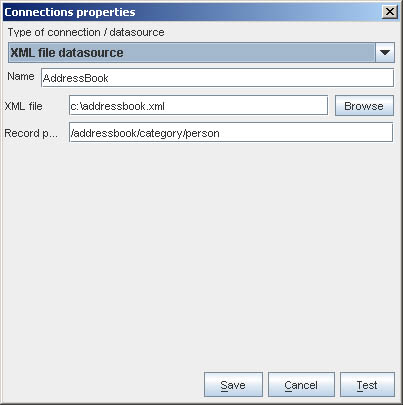 Connections properties
Type of connection / datasource
XML file datasource
Name AddressBook
XML file c:\addressbook.xml Browse
Record p... /addressbook/category/person
Save Cancel Test